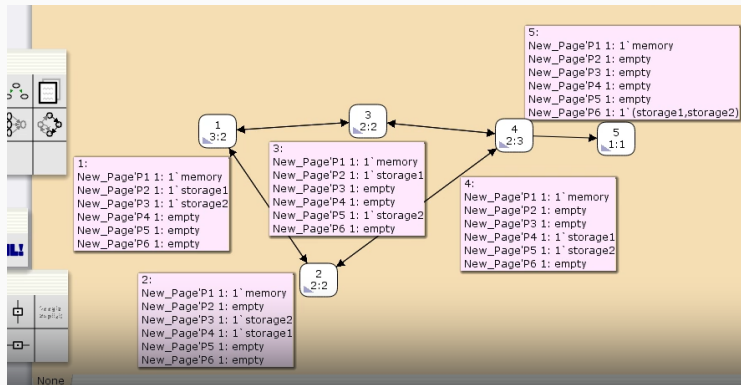 5:
New_Page'P1 1: 1`memory
New_Page'P2 1: empty
New_Page'P3 1: empty
New_Page'P4 1: empty
New_Page'P5 1: empty
New_Page'P6 1: 1`(storage1,storage2)
1
3:2
3
2:2
4
2:3
5
1:1
1:
New_Page'P1 1: 1`memory
New_Page'P2 1: 1`storage1
New_Page'P3 1: 1`storage2
New_Page'P4 1: empty
New_Page'P5 1: empty
New_Page'P6 1: empty
3:
New_Page'P1 1: 1`memory
New_Page'P2 1: 1`storage1
New_Page'P3 1: empty
New_Page'P4 1: empty
New_Page'P5 1: 1`storage2
New_Page'P6 1: empty
4:
New_Page'P1 1: 1`memory
New_Page'P2 1: empty
New_Page'P3 1: empty
New_Page'P4 1: 1`storage1
New_Page'P5 1: 1`storage2
New_Page'P6 1: empty
2
2:2
2:
New_Page'P1 1: 1`memory
New_Page'P2 1: empty
New_Page'P3 1: 1`storage2
New_Page'P4 1: 1`storage1
New_Page'P5 1: empty
New_Page'P6 1: empty
None